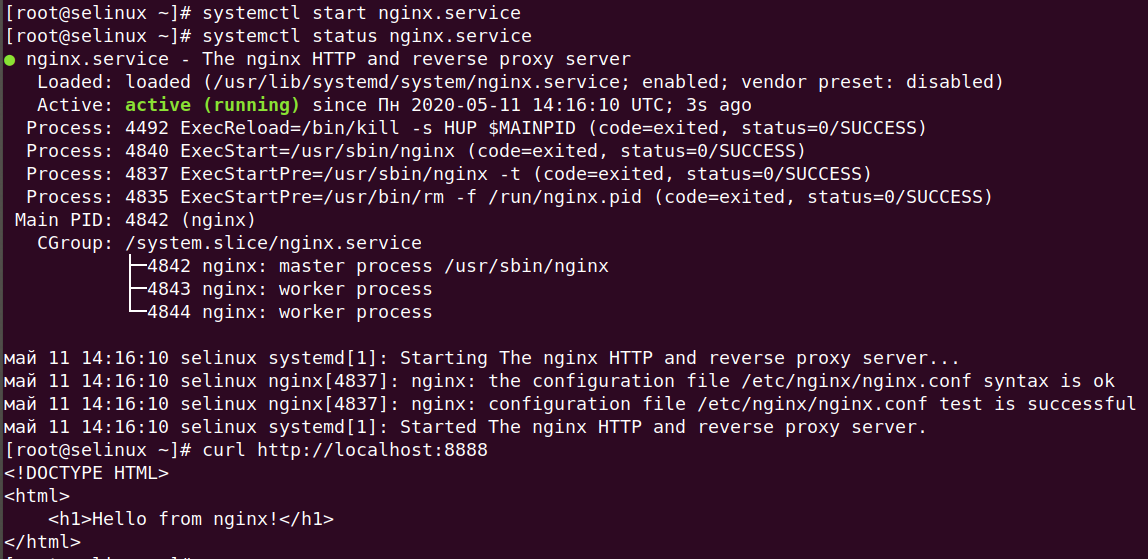 [root@selinux ~]# systemctl start nginx.service
[root@selinux ~]# systemctl status nginx.service
● nginx.service - The nginx HTTP and reverse proxy server
   Loaded: loaded (/usr/lib/systemd/system/nginx.service; enabled; vendor preset: disabled)
   Active: active (running) since Пн 2020-05-11 14:16:10 UTC; 3s ago
  Process: 4492 ExecReload=/bin/kill -s HUP $MAINPID (code=exited, status=0/SUCCESS)
  Process: 4840 ExecStart=/usr/sbin/nginx (code=exited, status=0/SUCCESS)
  Process: 4837 ExecStartPre=/usr/sbin/nginx -t (code=exited, status=0/SUCCESS)
  Process: 4835 ExecStartPre=/usr/bin/rm -f /run/nginx.pid (code=exited, status=0/SUCCESS)
 Main PID: 4842 (nginx)
   CGroup: /system.slice/nginx.service
           ├─4842 nginx: master process /usr/sbin/nginx
           ├─4843 nginx: worker process
           └─4844 nginx: worker process

май 11 14:16:10 selinux systemd[1]: Starting The nginx HTTP and reverse proxy server...
май 11 14:16:10 selinux nginx[4837]: nginx: the configuration file /etc/nginx/nginx.conf syntax is ok
май 11 14:16:10 selinux nginx[4837]: nginx: configuration file /etc/nginx/nginx.conf test is successful
май 11 14:16:10 selinux systemd[1]: Started The nginx HTTP and reverse proxy server.
[root@selinux ~]# curl http://localhost:8888
<!DOCTYPE HTML>
<html>
    <h1>Hello from nginx!</h1>
</html>